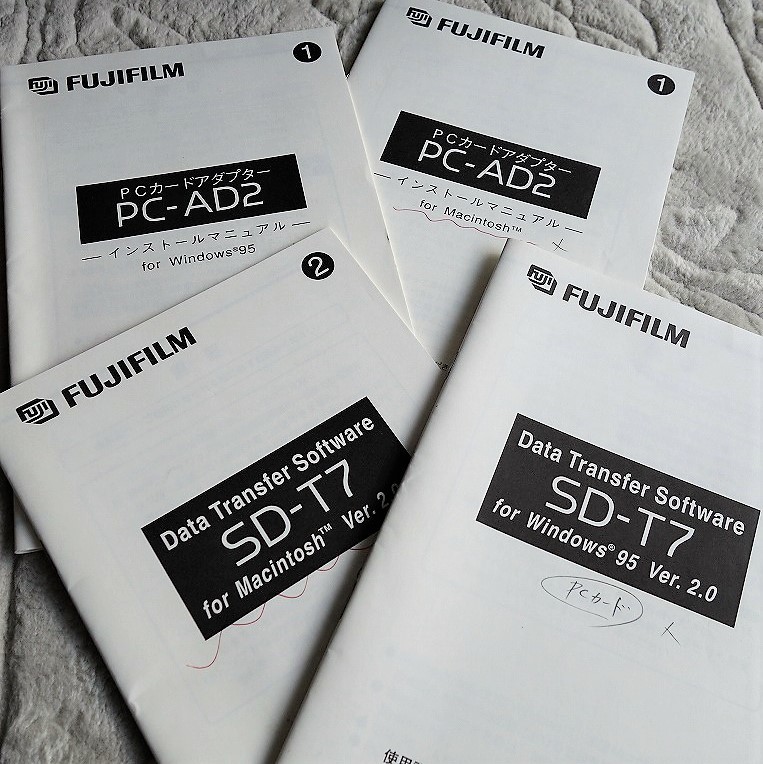 FUJIFILM
1
PCカードアダプター
PC-AD2
― インストールマニュアル ―
for Windows®95
FUJIFILM
1
PCカードアダプター
PC-AD2
― インストールマニュアル ―
for Macintosh™
FUJIFILM
2
Data Transfer Software
SD-T7
for Macintosh™ Ver. 2.0
FUJIFILM
Data Transfer Software
SD-T7
for Windows®95 Ver. 2.0
PCカード
使用